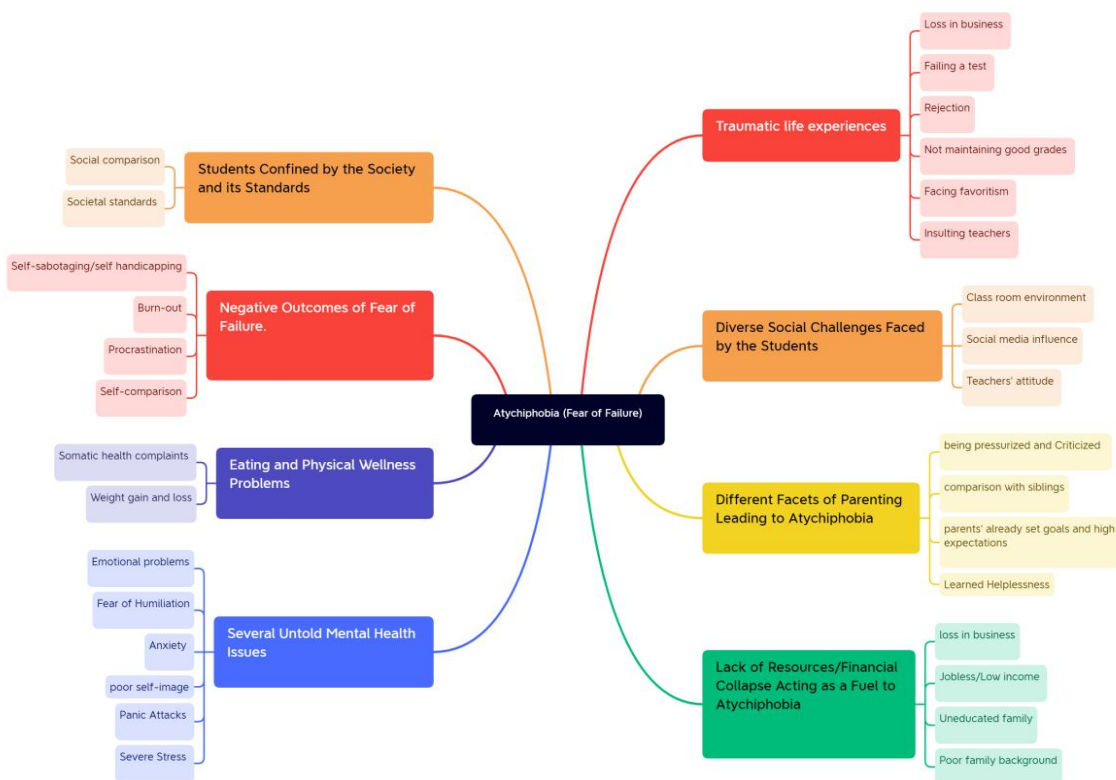 Atychiphobia (Fear of Failure)
Students Confined by the Society
and its Standards
Social comparison
Societal standards
Negative Outcomes of Fear of
Failure.
Self-sabotaging/self handicapping
Burn-out
Procrastination
Self-comparison
Eating and Physical Wellness
Problems
Somatic health complaints
Weight gain and loss
Several Untold Mental Health
Issues
Emotional problems
Fear of Humiliation
Anxiety
poor self-image
Panic Attacks
Severe Stress
Traumatic life experiences
Loss in business
Failing a test
Rejection
Not maintaining good grades
Facing favoritism
Insulting teachers
Diverse Social Challenges Faced
by the Students
Class room environment
Social media influence
Teachers' attitude
Different Facets of Parenting
Leading to Atychiphobia
being pressurized and Criticized
comparison with siblings
parents' already set goals and high
expectations
Learned Helplessness
Lack of Resources/Financial
Collapse Acting as a Fuel to
Atychiphobia
loss in business
Jobless/Low income
Uneducated family
Poor family background